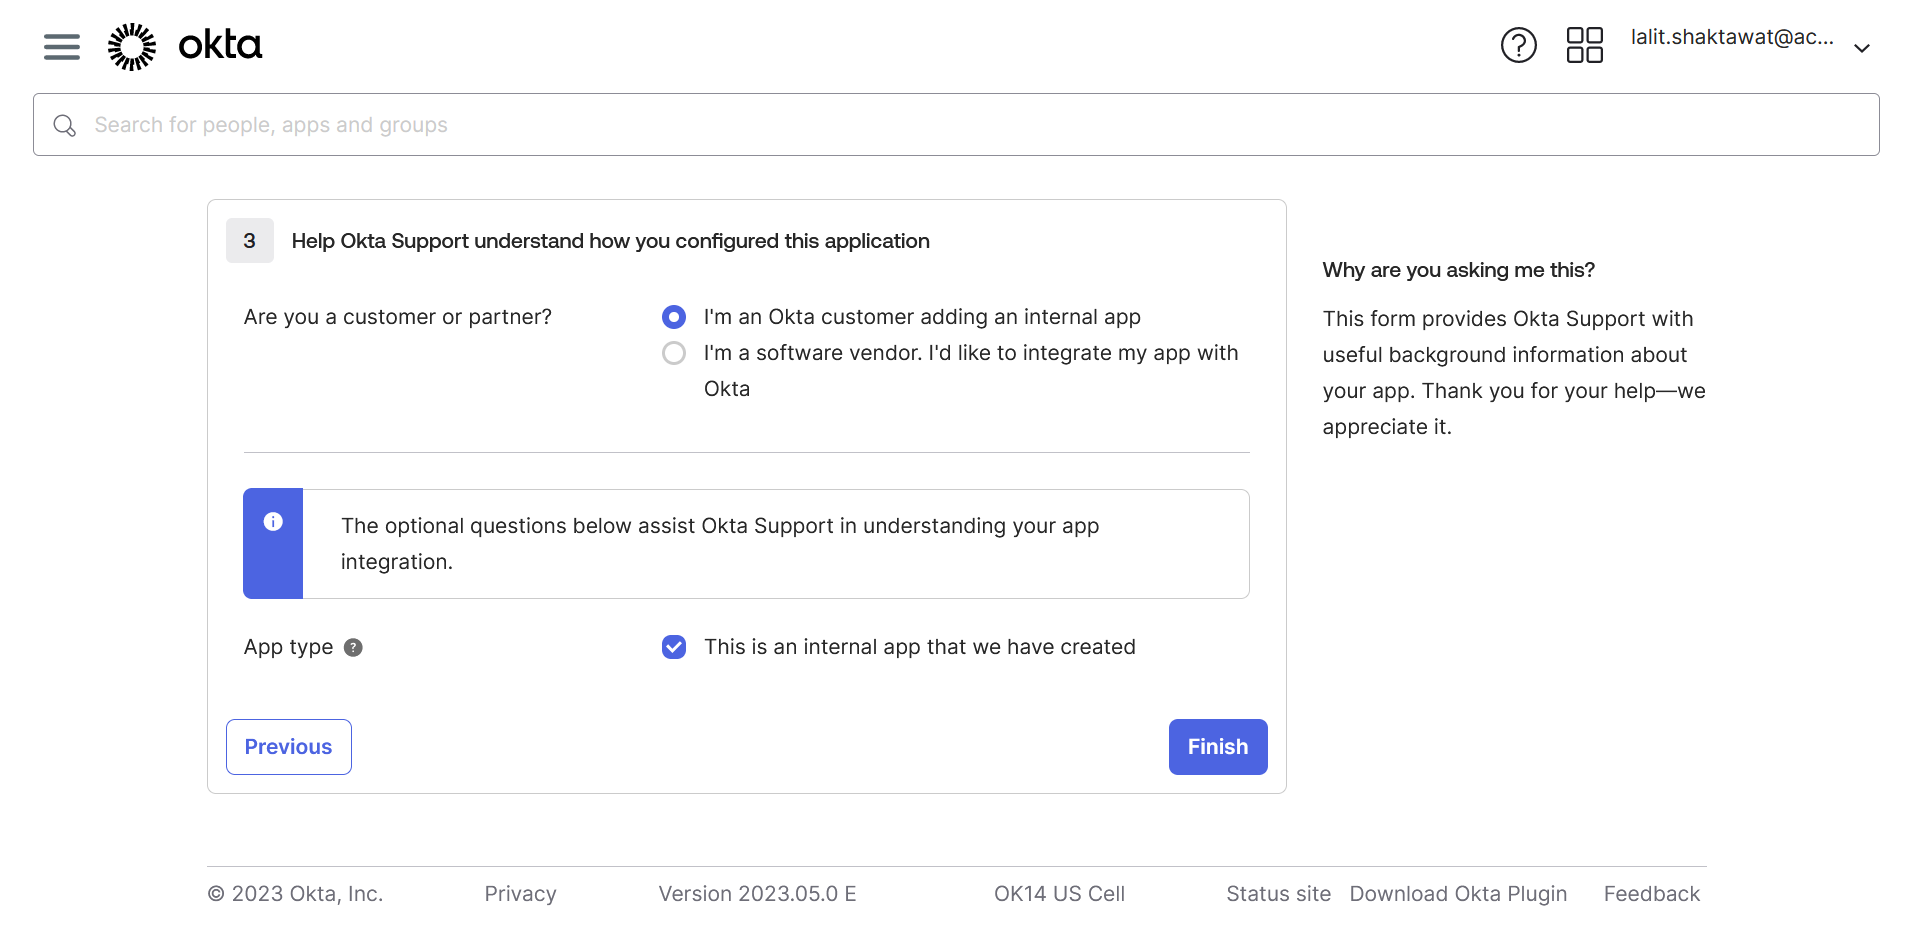 okta
lalit.shaktawat@ac...
Search for people, apps and groups
3 Help Okta Support understand how you configured this application
Are you a customer or partner?
I'm an Okta customer adding an internal app
I'm a software vendor. I'd like to integrate my app with
Okta
The optional questions below assist Okta Support in understanding your app
integration.
App type ?
This is an internal app that we have created
Previous
Finish
Why are you asking me this?
This form provides Okta Support with
useful background information about
your app. Thank you for your help—we
appreciate it.
© 2023 Okta, Inc. Privacy Version 2023.05.0 E OK14 US Cell Status site Download Okta Plugin Feedback